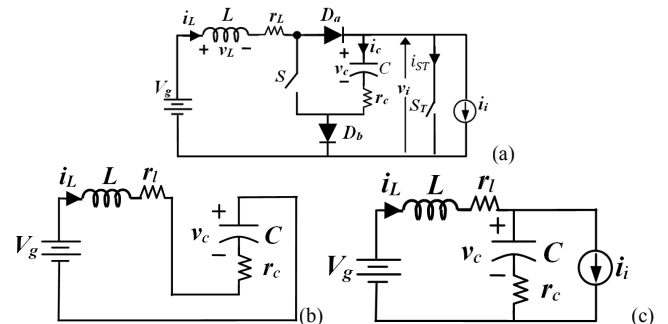 i_L L r_L D_a
+ v_L −
+ i_c
v_c C
−
r_c
S
V_g
v_i
i_ST
S_T
i_i
D_b
(a)
i_L L r_l
V_g
+
v_c C
−
r_c
(b)
i_L L r_l
V_g
+
v_c C
−
r_c
i_i
(c)